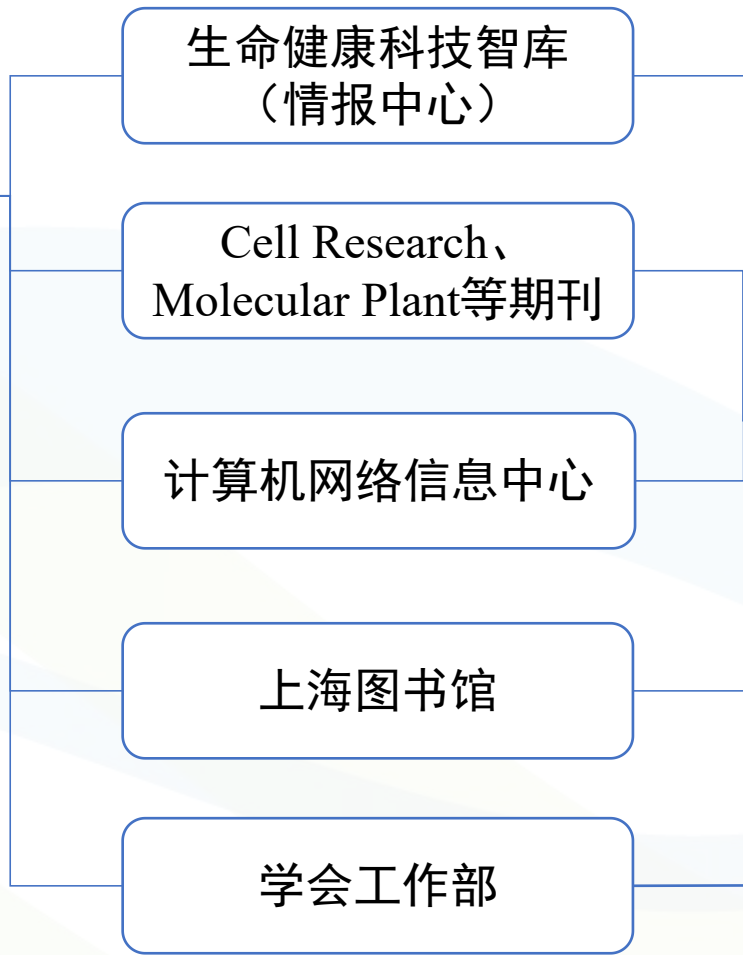 生命健康科技智库
（情报中心）
Cell Research、
Molecular Plant等期刊
计算机网络信息中心
上海图书馆
学会工作部